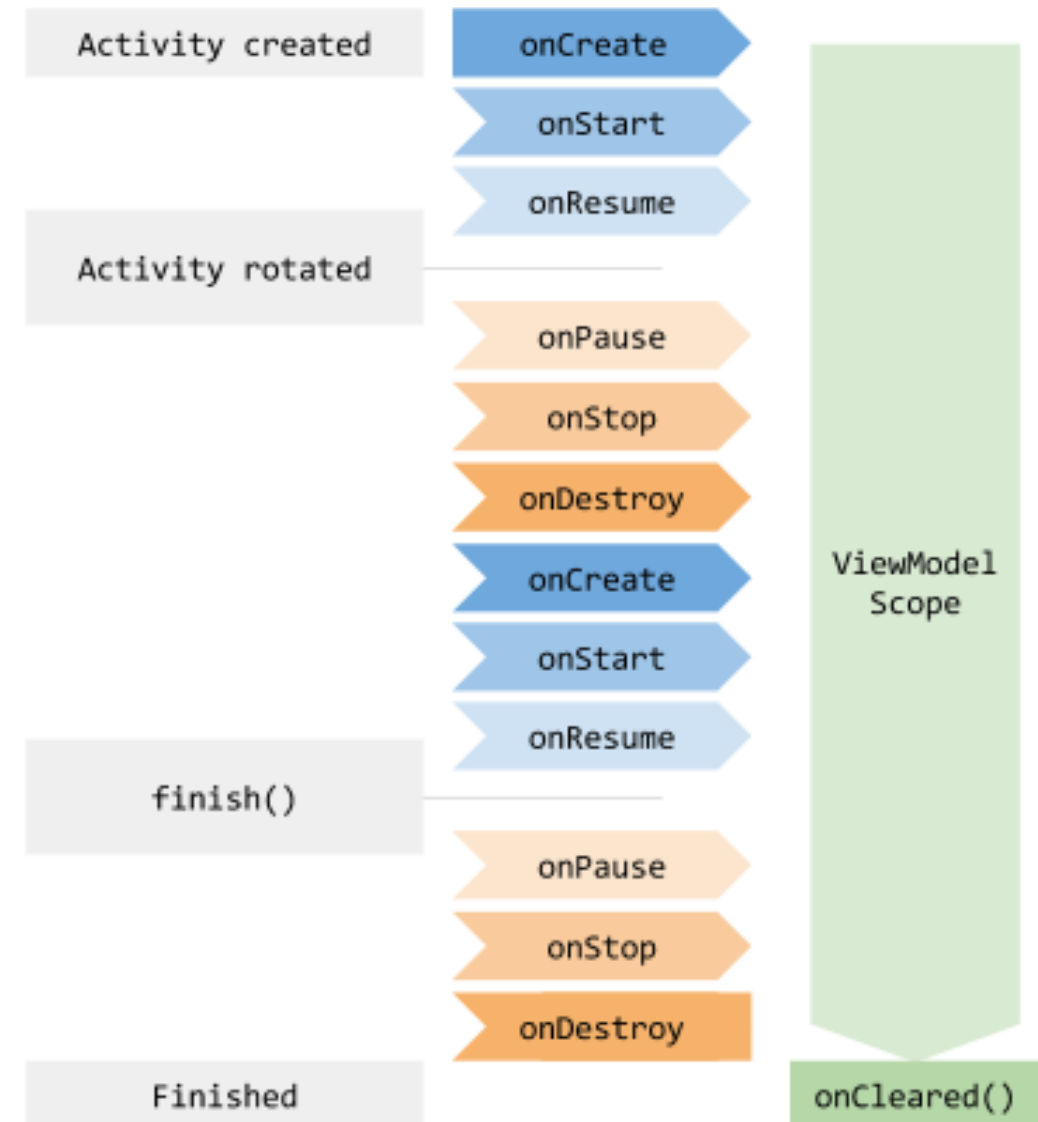 Activity created
onCreate
onStart
onResume
Activity rotated
onPause
onStop
onDestroy
onCreate
ViewModel
Scope
onStart
onResume
finish()
onPause
onStop
onDestroy
Finished
onCleared()